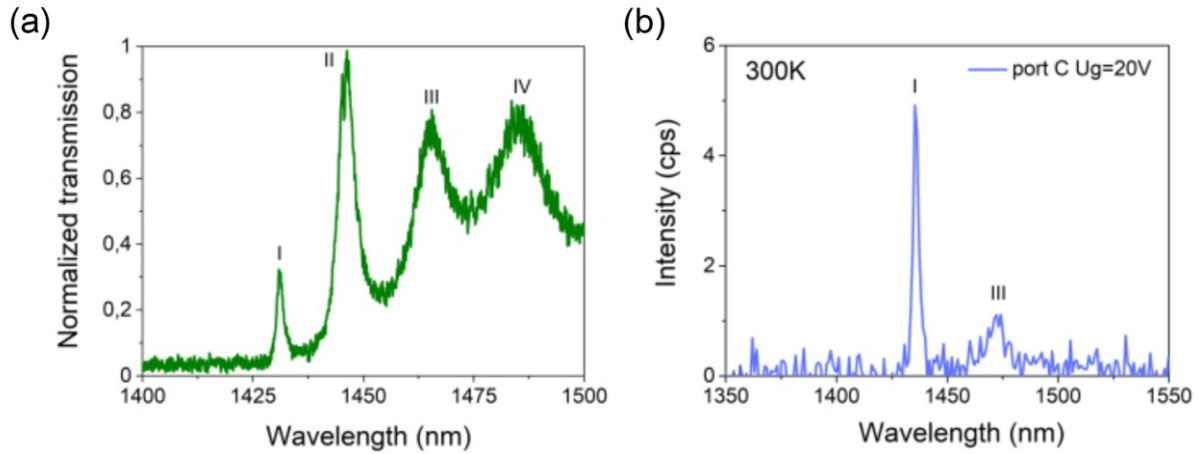 (a)
Normalized transmission
1
0,8
0,6
0,4
0,2
0
I
II
III
IV
1400
1425
1450
1475
1500
Wavelength (nm)
(b)
Intensity (cps)
6
4
2
0
300K
port C Ug=20V
I
III
1350
1400
1450
1500
1550
Wavelength (nm)